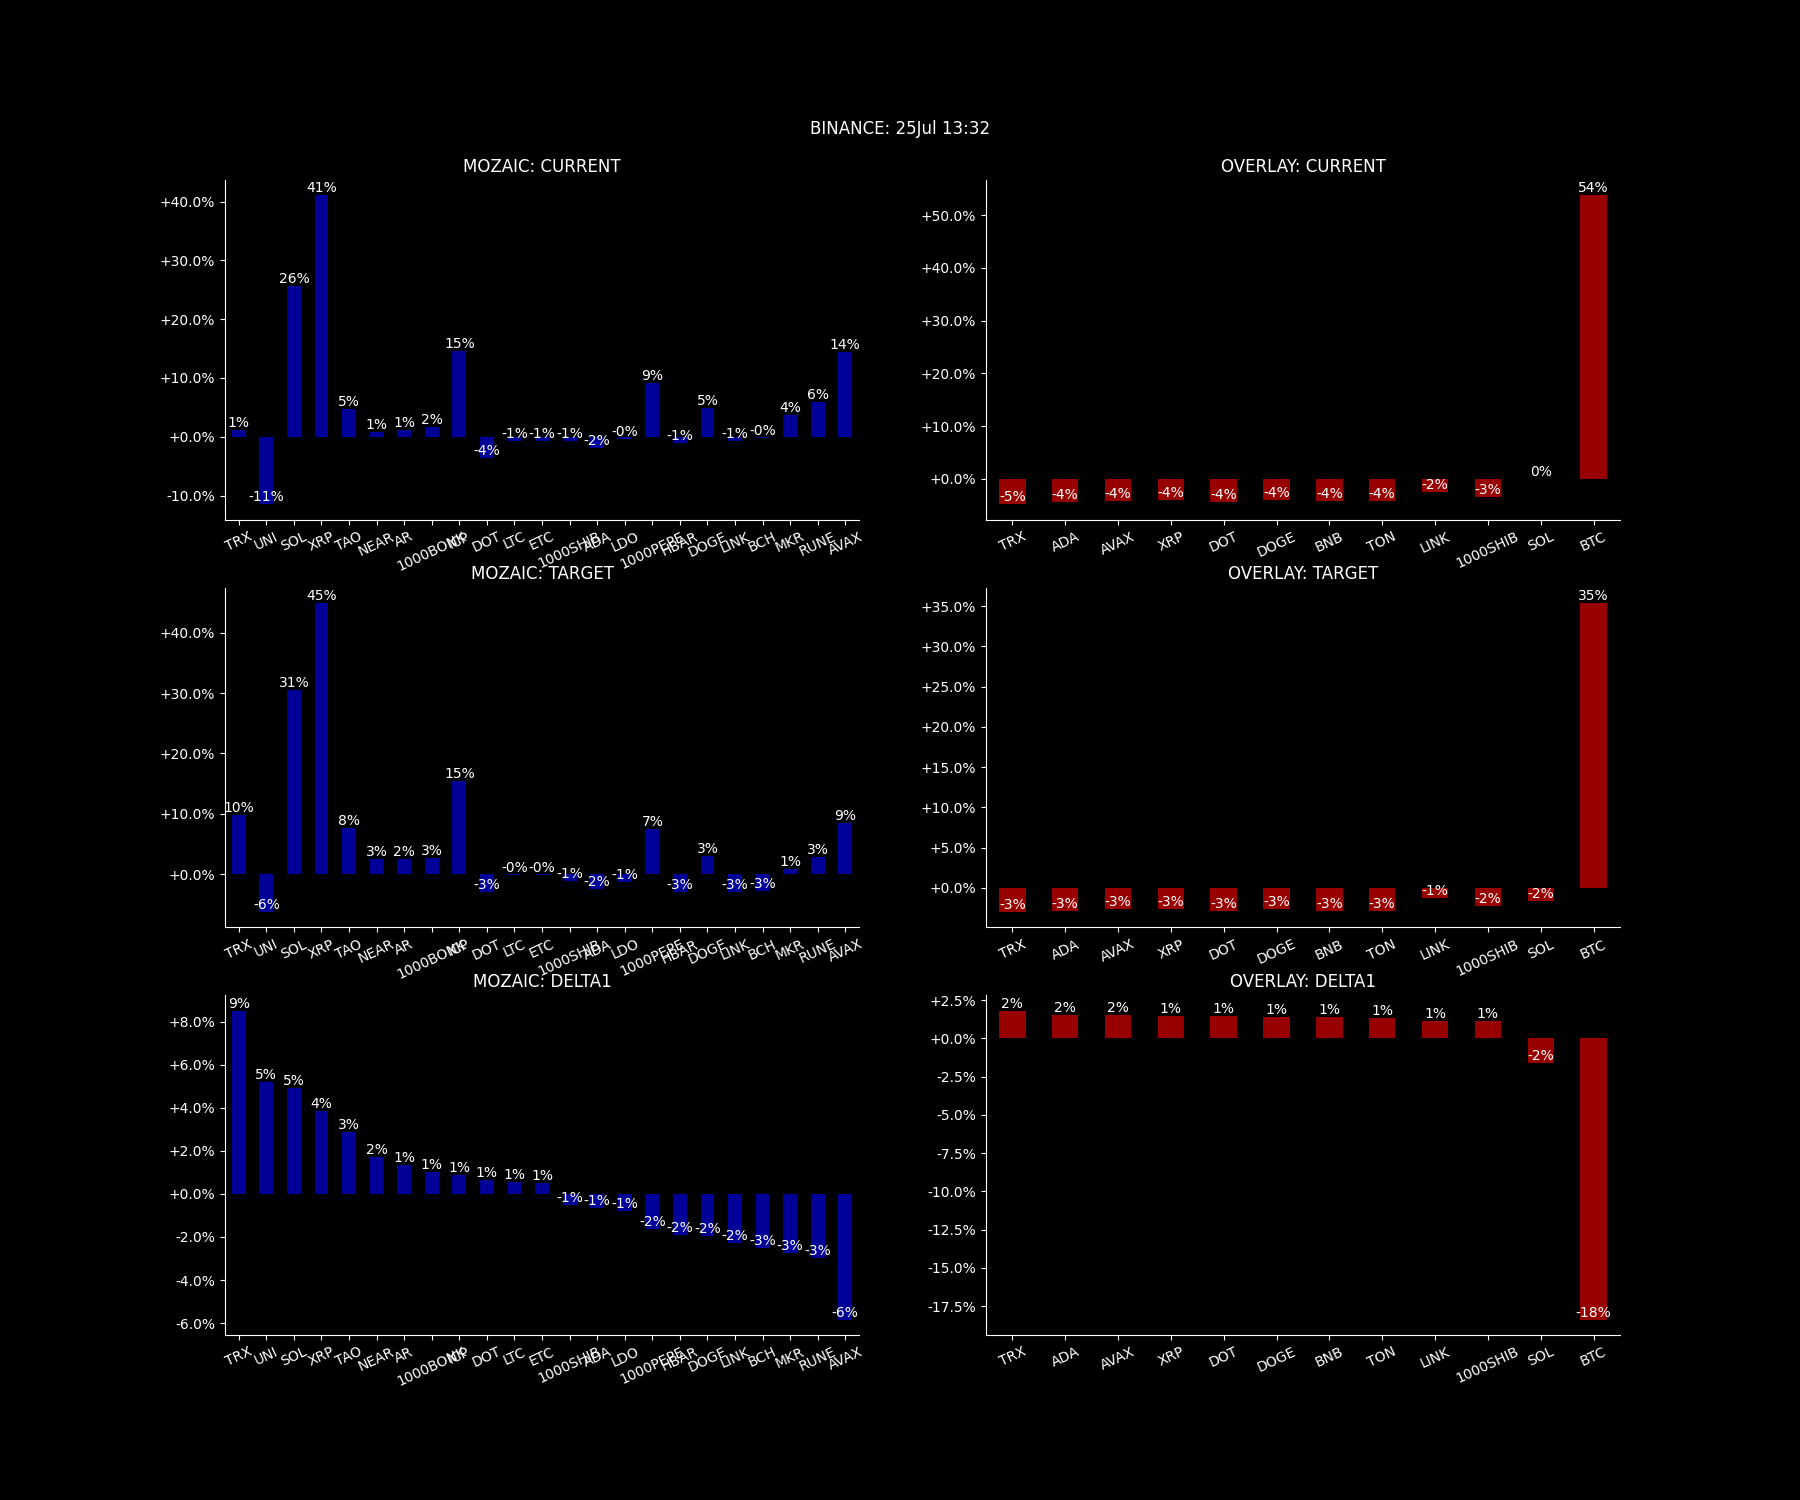 BINANCE: 25Jul 13:32
MOZAIC: CURRENT
+40.0%
+30.0%
+20.0%
+10.0%
+0.0%
-10.0%
1% -11% 26% 41% 5% 1% 1% 2% 15% -4% -1% -1% -1% -2% -0% 9% -1% 5% -1% -0% 4% 6% 14%
TRX UNI SOL XRP TAO NEAR AR 1000BONK DOT LTC ETC 1000SHIB ADA LDO 1000PEPE HBAR DOGE LINK BCH MKR RUNE AVAX
OVERLAY: CURRENT
+50.0%
+40.0%
+30.0%
+20.0%
+10.0%
+0.0%
-5% -4% -4% -4% -4% -4% -4% -4% -2% -3% 0% 54%
TRX ADA AVAX XRP DOT DOGE BNB TON LINK 1000SHIB SOL BTC
MOZAIC: TARGET
+40.0%
+30.0%
+20.0%
+10.0%
+0.0%
10% -6% 31% 45% 8% 3% 2% 3% 15% -3% -0% -0% -1% -2% -1% 7% -3% 3% -3% -3% 1% 3% 9%
TRX UNI SOL XRP TAO NEAR AR 1000BONK DOT LTC ETC 1000SHIB ADA LDO 1000PEPE HBAR DOGE LINK BCH MKR RUNE AVAX
OVERLAY: TARGET
+35.0%
+30.0%
+25.0%
+20.0%
+15.0%
+10.0%
+5.0%
+0.0%
-3% -3% -3% -3% -3% -3% -3% -3% -1% -2% -2% 35%
TRX ADA AVAX XRP DOT DOGE BNB TON LINK 1000SHIB SOL BTC
MOZAIC: DELTA1
+8.0%
+6.0%
+4.0%
+2.0%
+0.0%
-2.0%
-4.0%
-6.0%
9% 5% 5% 4% 3% 2% 1% 1% 1% 1% 1% 1% -1% -1% -1% -2% -2% -2% -2% -3% -3% -3% -6%
TRX UNI SOL XRP TAO NEAR AR 1000BONK DOT LTC ETC 1000SHIB ADA LDO 1000PEPE HBAR DOGE LINK BCH MKR RUNE AVAX
OVERLAY: DELTA1
+2.5%
+0.0%
-2.5%
-5.0%
-7.5%
-10.0%
-12.5%
-15.0%
-17.5%
2% 2% 2% 1% 1% 1% 1% 1% 1% 1% -2% -18%
TRX ADA AVAX XRP DOT DOGE BNB TON LINK 1000SHIB SOL BTC